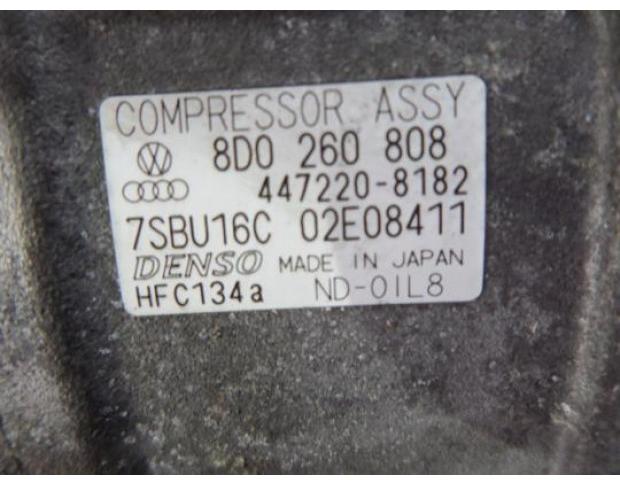 COMPRESSOR ASSY
8D0 260 808
447220-8182
7SBU16C 02E08411
DENSO MADE IN JAPAN
HFC134a ND-OIL8